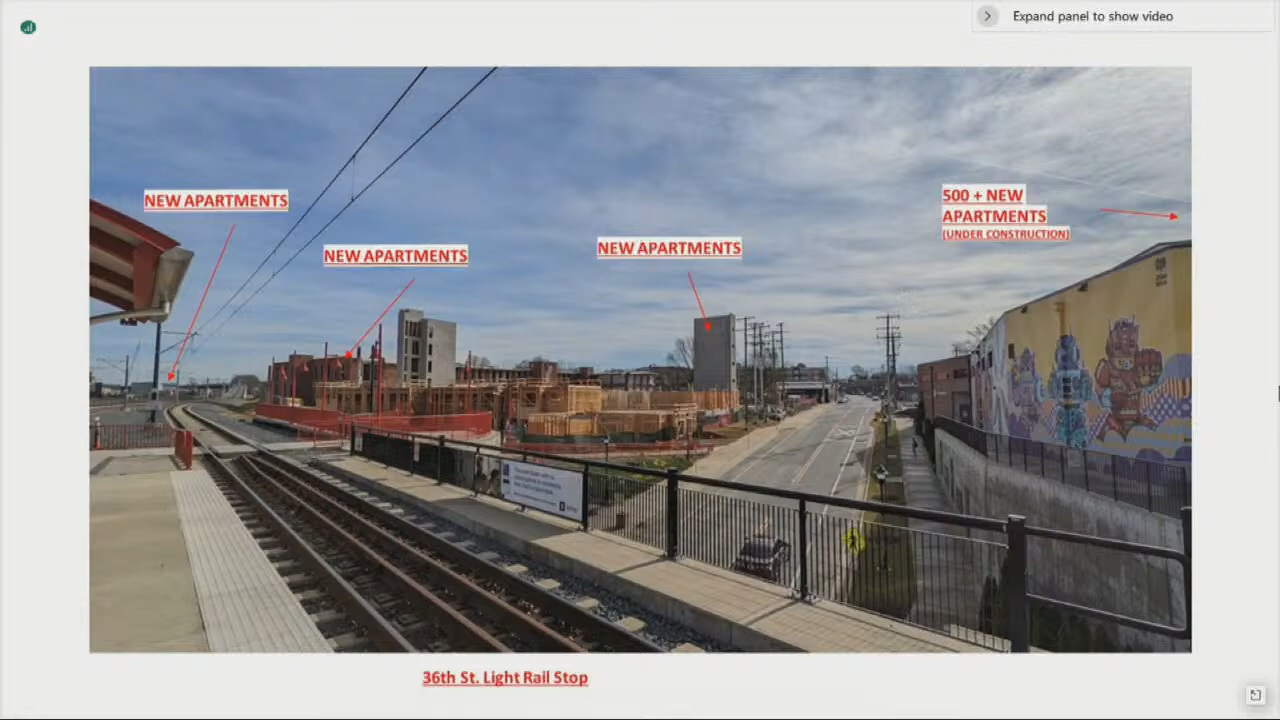 Expand panel to show video
NEW APARTMENTS
NEW APARTMENTS
NEW APARTMENTS
500 + NEW
APARTMENTS
(UNDER CONSTRUCTION)
36th St. Light Rail Stop